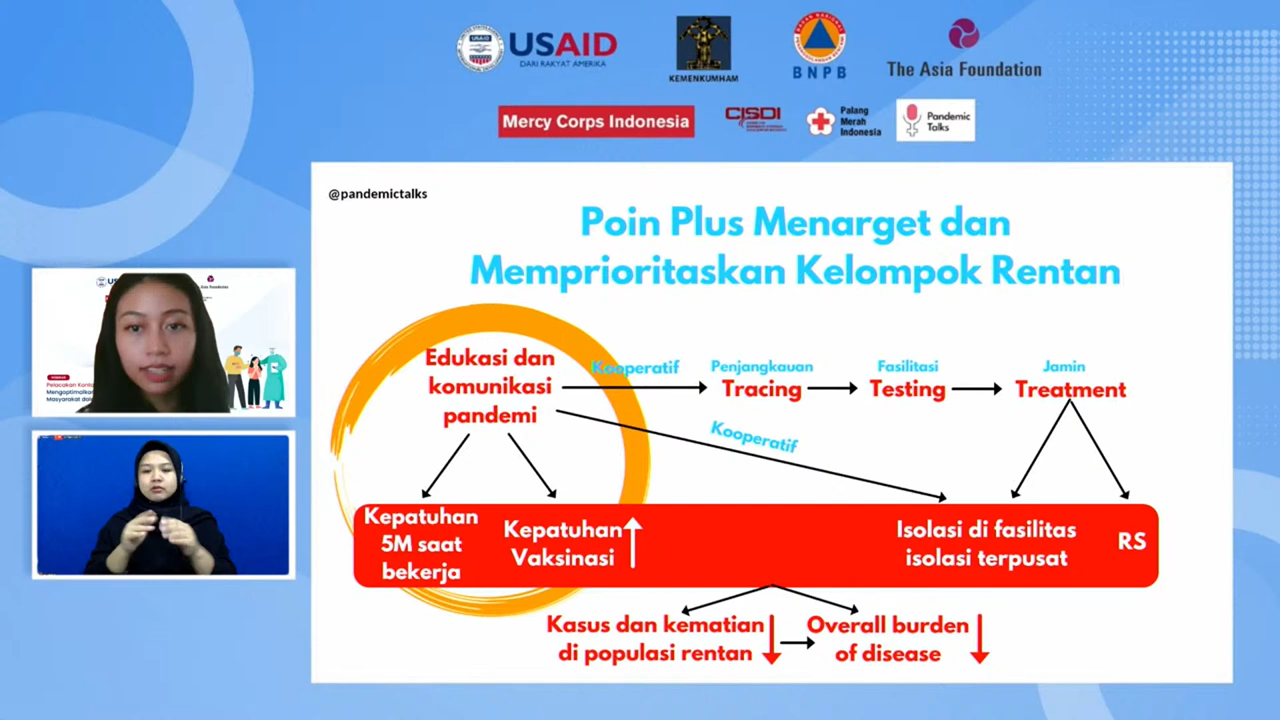 USAID
DARI RAKYAT AMERIKA
KEMENKUMHAM
BNPB
The Asia Foundation
Mercy Corps Indonesia
CISDI
Palang
Merah
Indonesia
Pandemic
Talks
@pandemictalks
Poin Plus Menarget dan
Memprioritaskan Kelompok Rentan
Edukasi dan
komunikasi
pandemi
Kooperatif
Penjangkauan
Tracing
Fasilitasi
Testing
Jamin
Treatment
Kooperatif
Kepatuhan
5M saat
bekerja
Kepatuhan
Vaksinasi
Isolasi di fasilitas
isolasi terpusat
RS
Kasus dan kematian
di populasi rentan
Overall burden
of disease
Pelacakan
Mengoptimalkan
Masyarakat